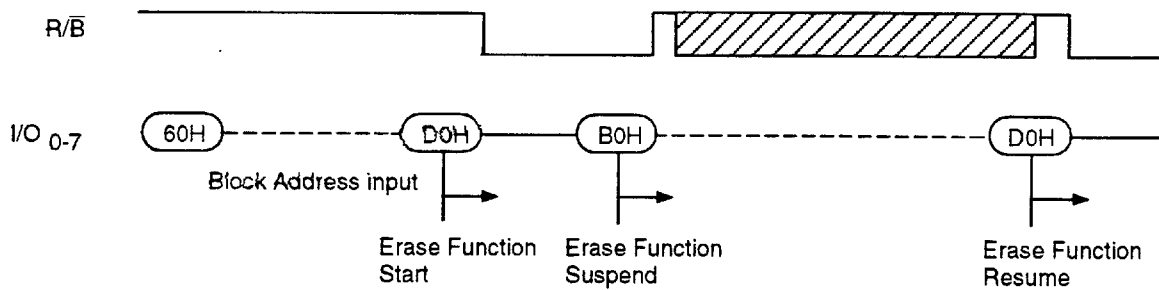 R/B̅
I/O 0-7
60H
D0H
B0H
D0H
Block Address input
Erase Function
Start
Erase Function
Suspend
Erase Function
Resume